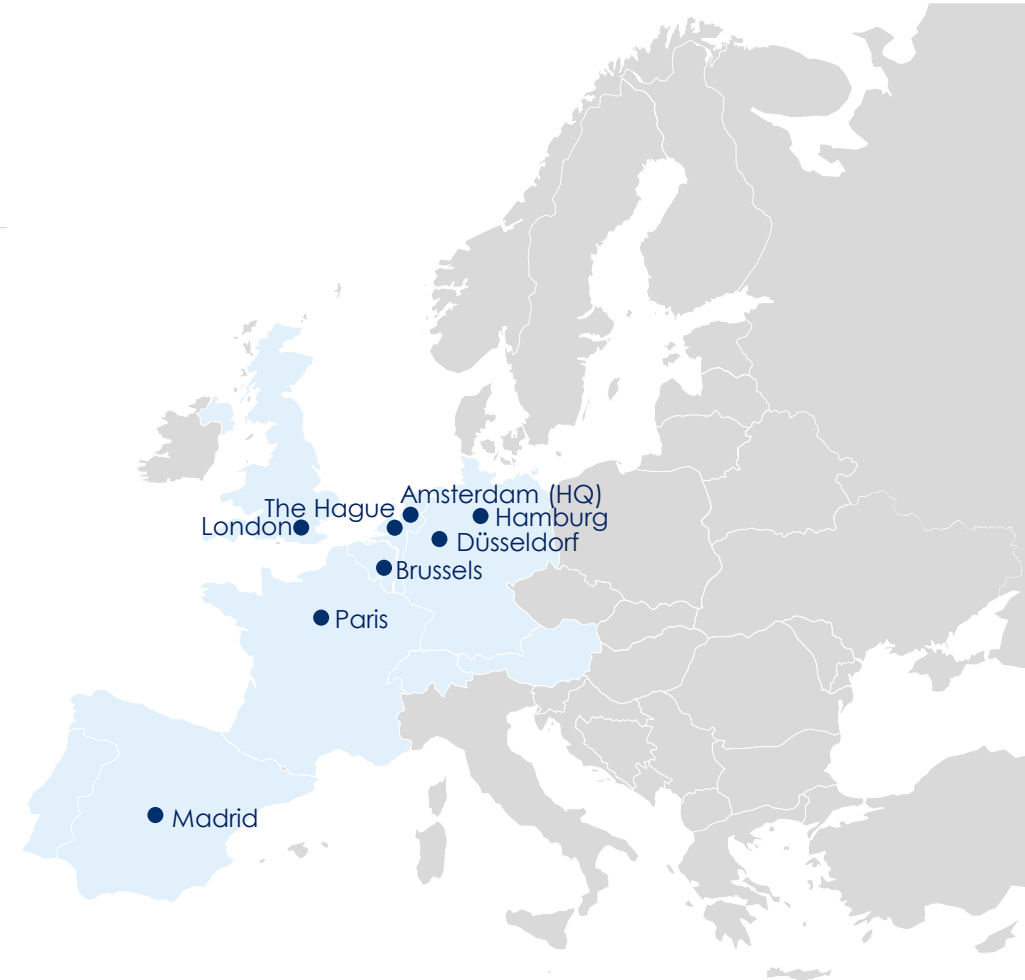 Amsterdam (HQ)
The Hague
Hamburg
London
Düsseldorf
Brussels
Paris
Madrid